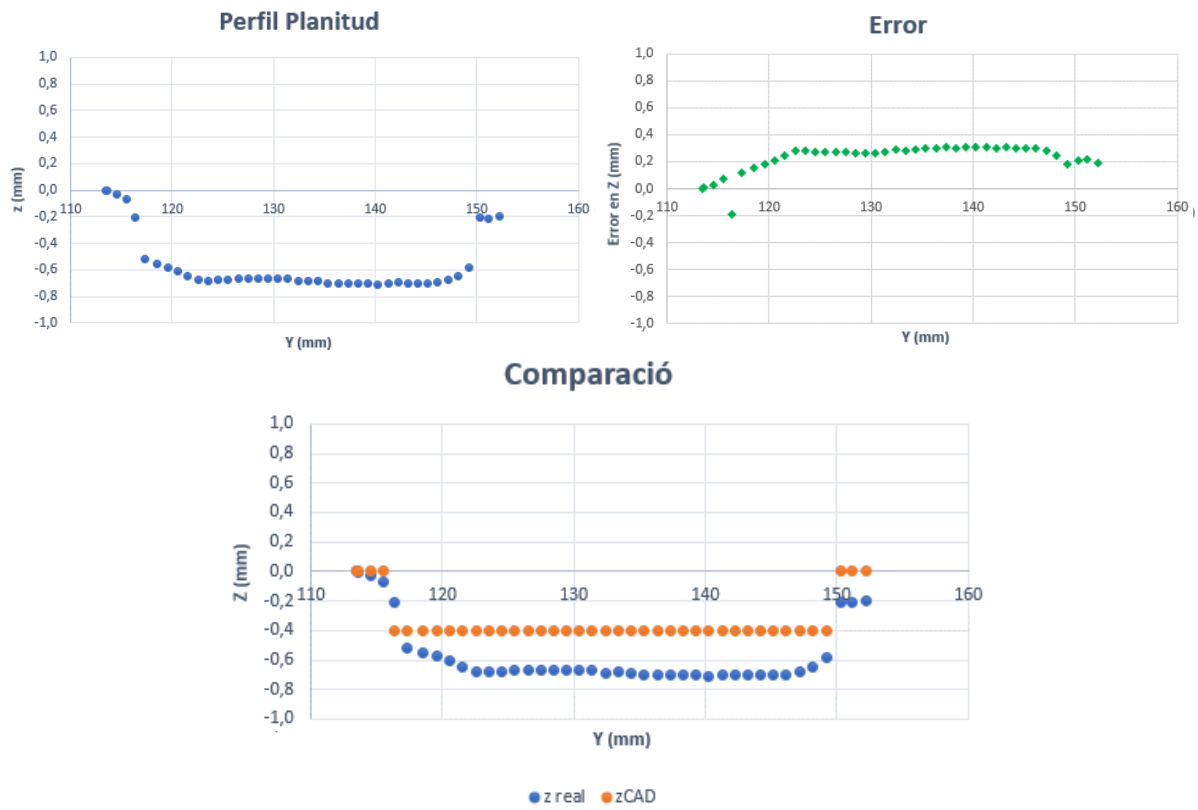 Perfil Planitud
1,0
0,8
0,6
0,4
0,2
0,0
-0,2
-0,4
-0,6
-0,8
-1,0
110 120 130 140 150 160
z (mm)
Y (mm)
Error
1,0
0,8
0,6
0,4
0,2
0,0
-0,2
-0,4
-0,6
-0,8
-1,0
110 120 130 140 150 160
Error en Z (mm)
Y (mm)
Comparació
1,0
0,8
0,6
0,4
0,2
0,0
-0,2
-0,4
-0,6
-0,8
-1,0
110 120 130 140 150 160
Z (mm)
Y (mm)
z real zCAD